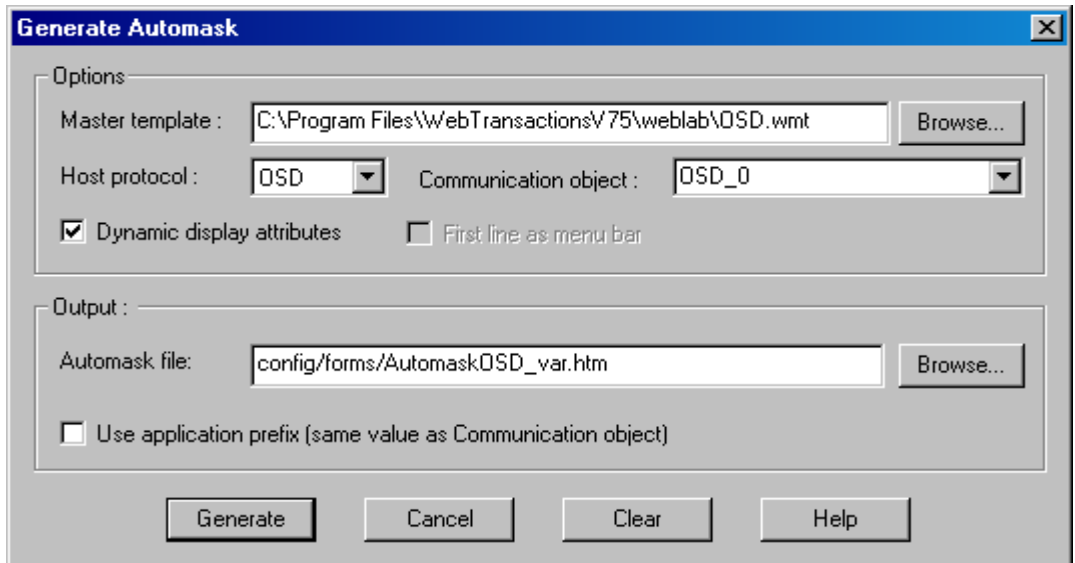 Generate Automask
Options
Master template : C:\Program Files\WebTransactionsV75\weblab\OSD.wmt Browse...
Host protocol : OSD Communication object : OSD_0
Dynamic display attributes First line as menu bar
Output :
Automask file: config/forms/AutomaskOSD_var.htm Browse...
Use application prefix (same value as Communication object)
Generate Cancel Clear Help